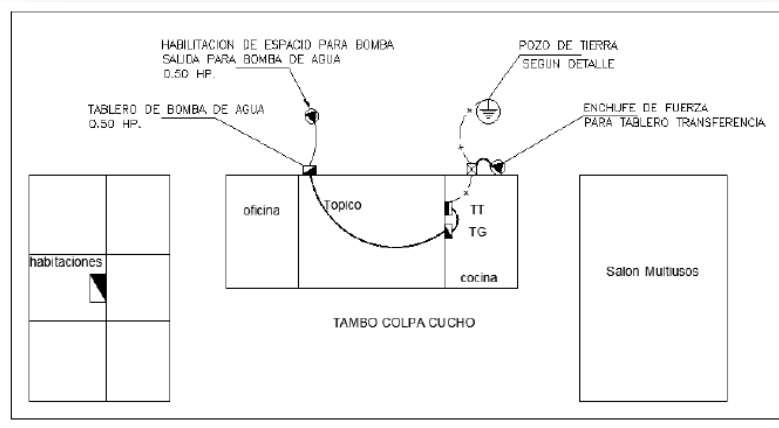 HABILITACION DE ESPACIO PARA BOMBA
SALIDA PARA BOMBA DE AGUA
0.50 HP.
POZO DE TIERRA
SEGUN DETALLE
TABLERO DE BOMBA DE AGUA
0.50 HP.
ENCHUFE DE FUERZA
PARA TABLERO TRANSFERENCIA
oficina
Topico
TT
TG
habitaciones
cocina
Salon Multiusos
TAMBO COLPA CUCHO